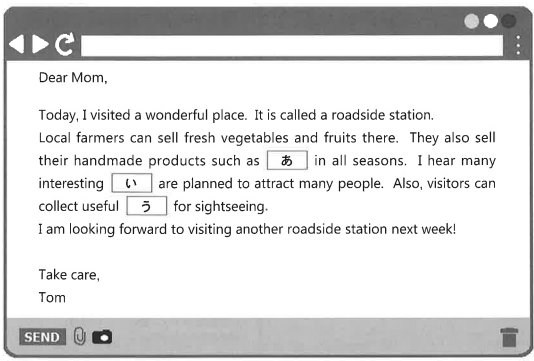 Dear Mom,
Today, I visited a wonderful place. It is called a roadside station.
Local farmers can sell fresh vegetables and fruits there. They also sell
their handmade products such as あ in all seasons. I hear many
interesting い are planned to attract many people. Also, visitors can
collect useful う for sightseeing.
I am looking forward to visiting another roadside station next week!
Take care,
Tom
SEND